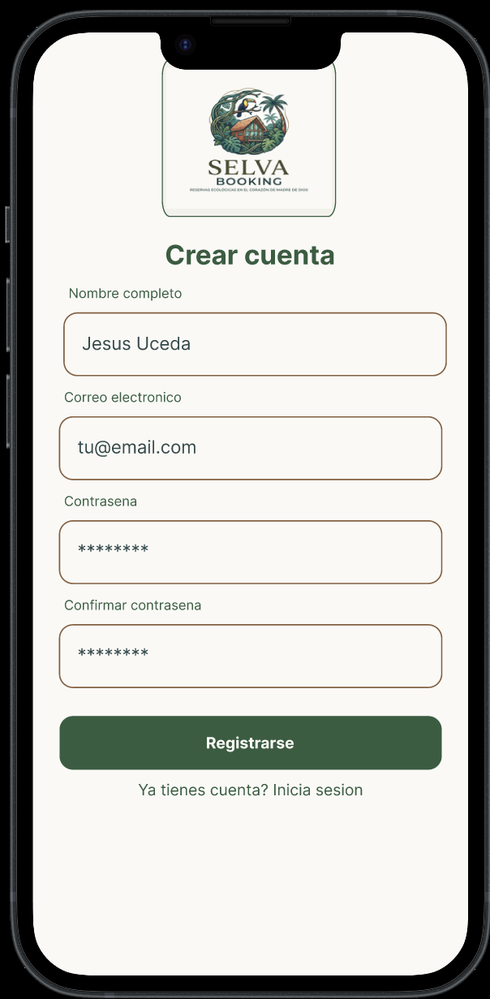 SELVA
BOOKING
RESERVAS ECOLÓGICAS EN EL CORAZÓN DE MADRE DE DIOS
Crear cuenta
Nombre completo
Jesus Uceda
Correo electronico
tu@email.com
Contrasena
********
Confirmar contrasena
********
Registrarse
Ya tienes cuenta? Inicia sesion